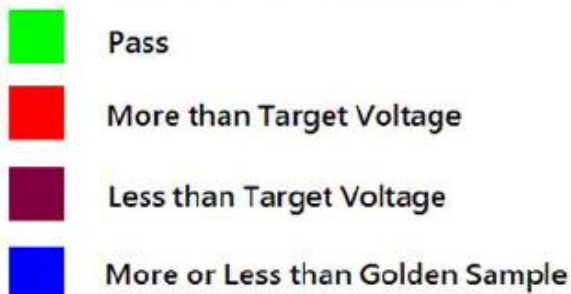 Pass
More than Target Voltage
Less than Target Voltage
More or Less than Golden Sample